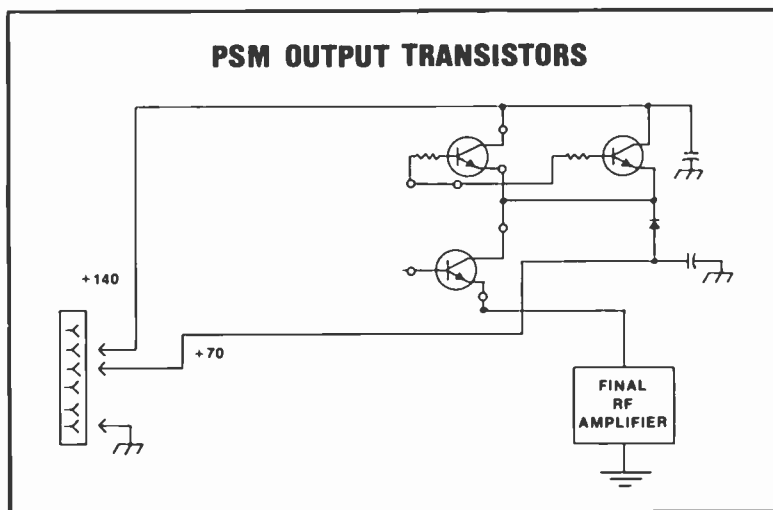 PSM OUTPUT TRANSISTORS
+140
+70
FINAL
RF
AMPLIFIER